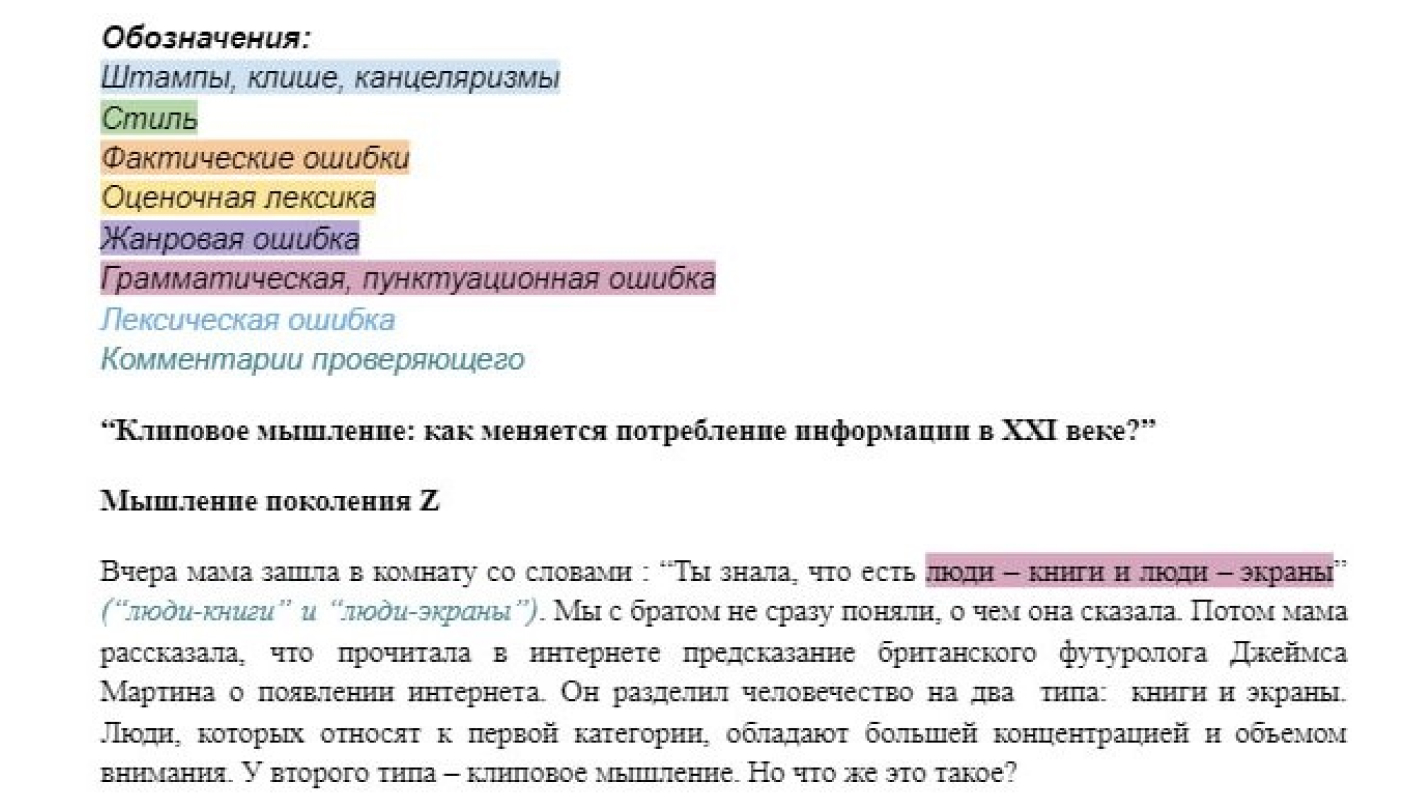 Обозначения:
Штампы, клише, канцеляризмы
Стиль
Фактические ошибки
Оценочная лексика
Жанровая ошибка
Грамматическая, пунктуационная ошибка
Лексическая ошибка
Комментарии проверяющего
“Клиповое мышление: как меняется потребление информации в XXI веке?”
Мышление поколения Z
Вчера мама зашла в комнату со словами : “Ты знала, что есть люди – книги и люди – экраны”
(“люди-книги” и “люди-экраны”). Мы с братом не сразу поняли, о чем она сказала. Потом мама
рассказала, что прочитала в интернете предсказание британского футуролога Джеймса
Мартина о появлении интернета. Он разделил человечество на два типа: книги и экраны.
Люди, которых относят к первой категории, обладают большей концентрацией и объемом
внимания. У второго типа – клиповое мышление. Но что же это такое?